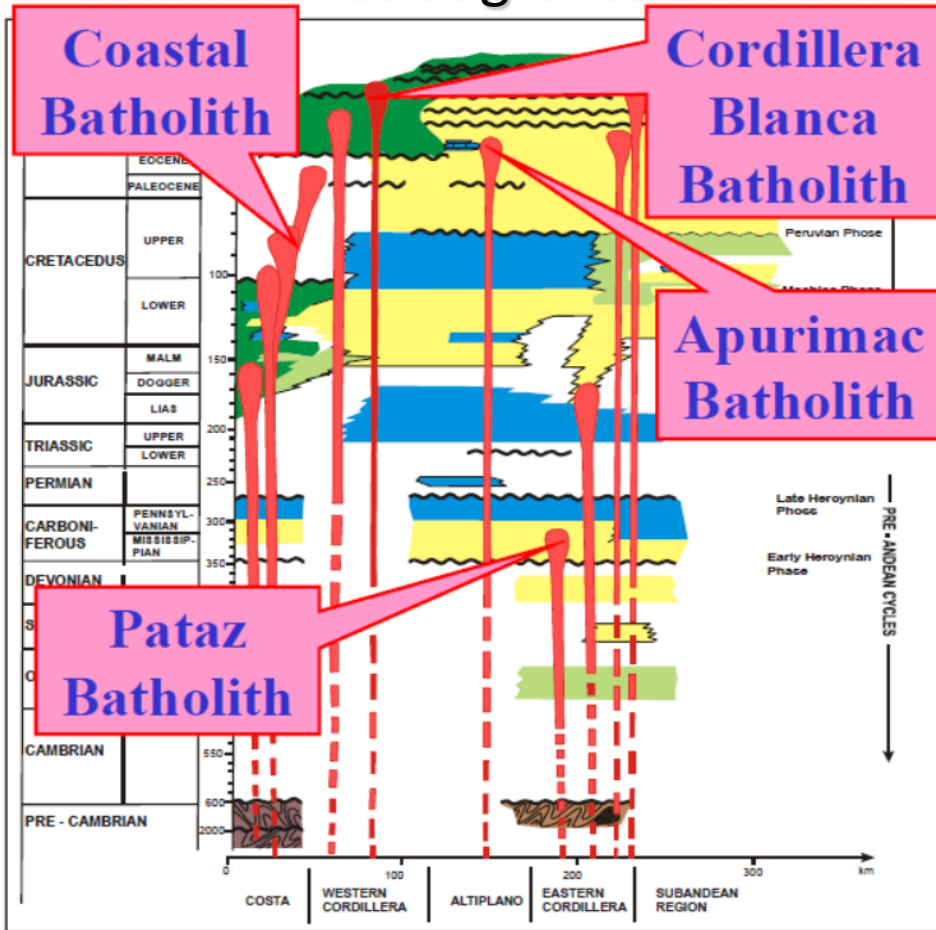 Coastal
Batholith
Cordillera
Blanca
Batholith
EOCENE
PALEOCENE
CRETACEDUS
UPPER
LOWER
100
Peruvian Phose
Apurimac
Batholith
JURASSIC
MALM
DOGGER
LIAS
150
TRIASSIC
UPPER
LOWER
200
PERMIAN
250
CARBONI-
FEROUS
PENNSYL-
VANIAN
MISSISSIP-
PIAN
300
350
Late Heroynian
Phose
Early Heroynian
Phase
PRE-ANDEAN CYCLES
DEVONIAN
Pataz
Batholith
CAMBRIAN
550
600
PRE - CAMBRIAN
2000
0
100
200
300
km
COSTA
WESTERN
CORDILLERA
ALTIPLANO
EASTERN
CORDILLERA
SUBANDEAN
REGION